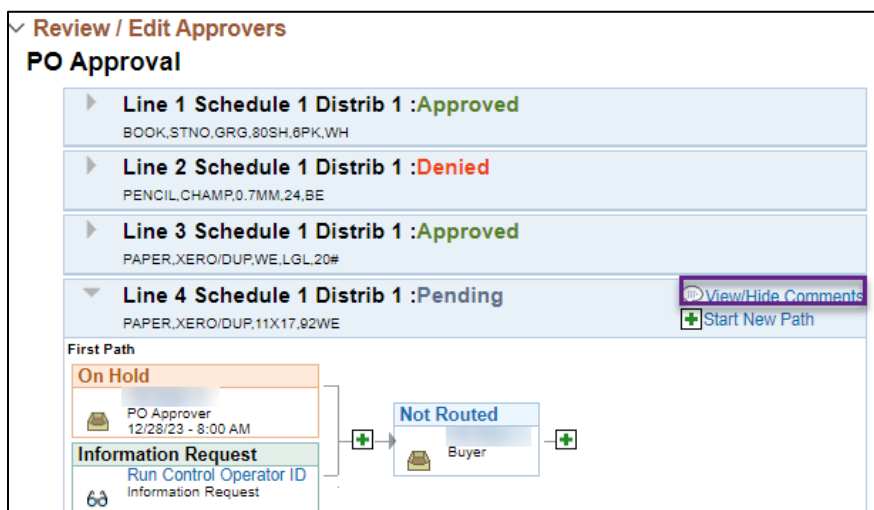 Review / Edit Approvers
PO Approval
Line 1 Schedule 1 Distrib 1 :Approved
BOOK,STNO,GRG,80SH,6PK,WH
Line 2 Schedule 1 Distrib 1 :Denied
PENCIL,CHAMP,0.7MM,24,BE
Line 3 Schedule 1 Distrib 1 :Approved
PAPER,XERO/DUP,WE,LGL,20#
Line 4 Schedule 1 Distrib 1 :Pending
View/Hide Comments
PAPER,XERO/DUP,11X17,92WE
Start New Path
First Path
On Hold
PO Approver
12/28/23 - 8:00 AM
Not Routed
Buyer
Information Request
Run Control Operator ID
Information Request